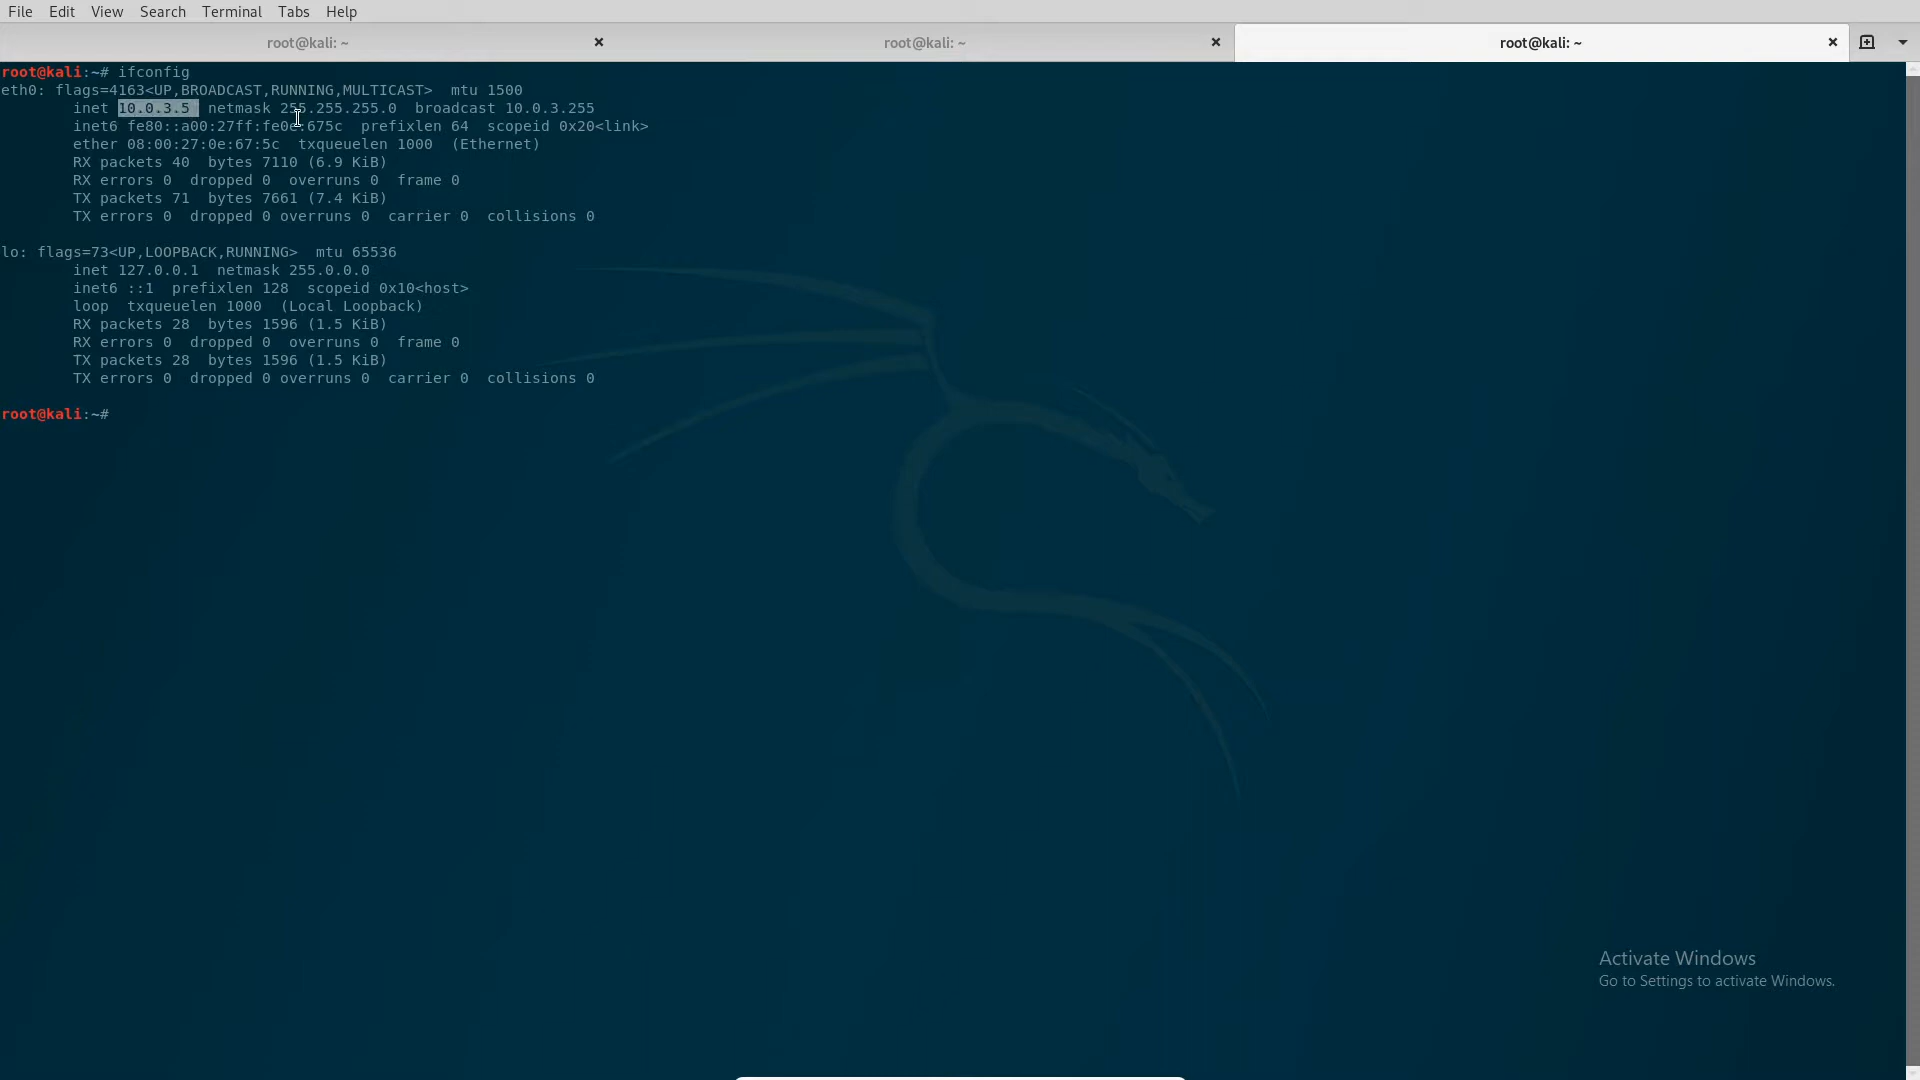 File Edit View Search Terminal Tabs Help
root@kali: ~ × root@kali: ~ × root@kali: ~ ×
root@kali:~# ifconfig
eth0: flags=4163<UP,BROADCAST,RUNNING,MULTICAST>  mtu 1500
        inet 10.0.3.5  netmask 255.255.255.0  broadcast 10.0.3.255
        inet6 fe80::a00:27ff:fe0e:675c  prefixlen 64  scopeid 0x20<link>
        ether 08:00:27:0e:67:5c  txqueuelen 1000  (Ethernet)
        RX packets 40  bytes 7110 (6.9 KiB)
        RX errors 0  dropped 0  overruns 0  frame 0
        TX packets 71  bytes 7661 (7.4 KiB)
        TX errors 0  dropped 0 overruns 0  carrier 0  collisions 0

lo: flags=73<UP,LOOPBACK,RUNNING>  mtu 65536
        inet 127.0.0.1  netmask 255.0.0.0
        inet6 ::1  prefixlen 128  scopeid 0x10<host>
        loop  txqueuelen 1000  (Local Loopback)
        RX packets 28  bytes 1596 (1.5 KiB)
        RX errors 0  dropped 0  overruns 0  frame 0
        TX packets 28  bytes 1596 (1.5 KiB)
        TX errors 0  dropped 0 overruns 0  carrier 0  collisions 0

root@kali:~#
Activate Windows
Go to Settings to activate Windows.